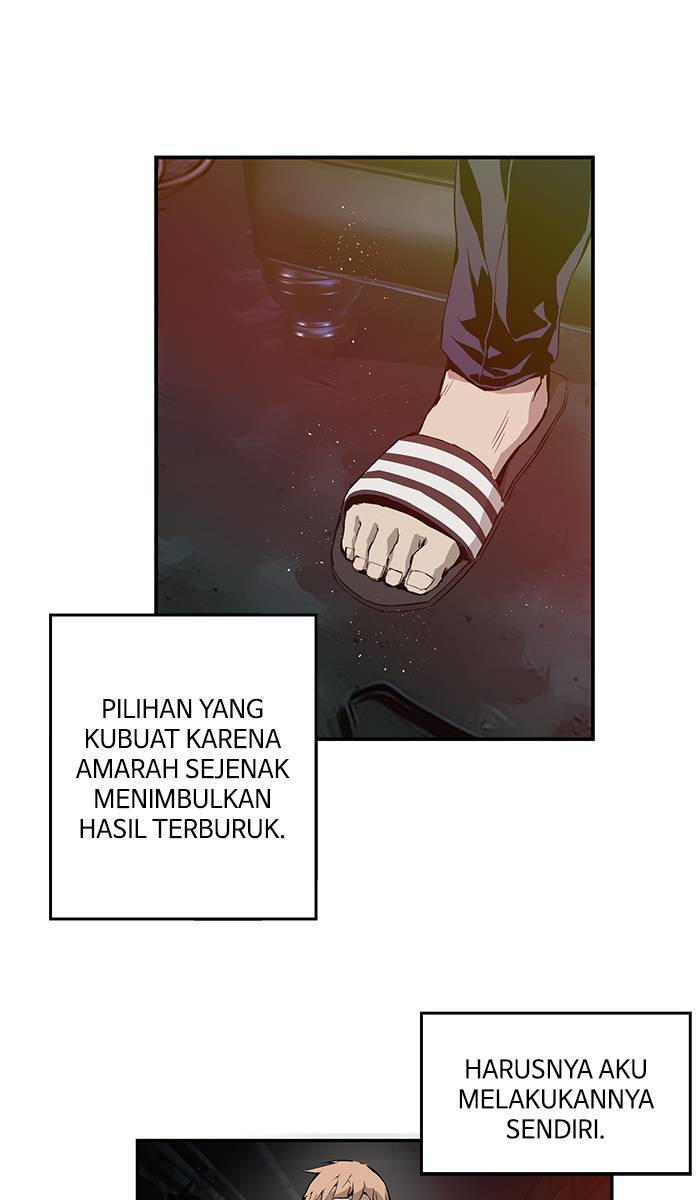 PILIHAN YANG
KUBUAT KARENA
AMARAH SEJENAK
MENIMBULKAN
HASIL TERBURUK.
HARUSNYA AKU
MELAKUKANNYA
SENDIRI.